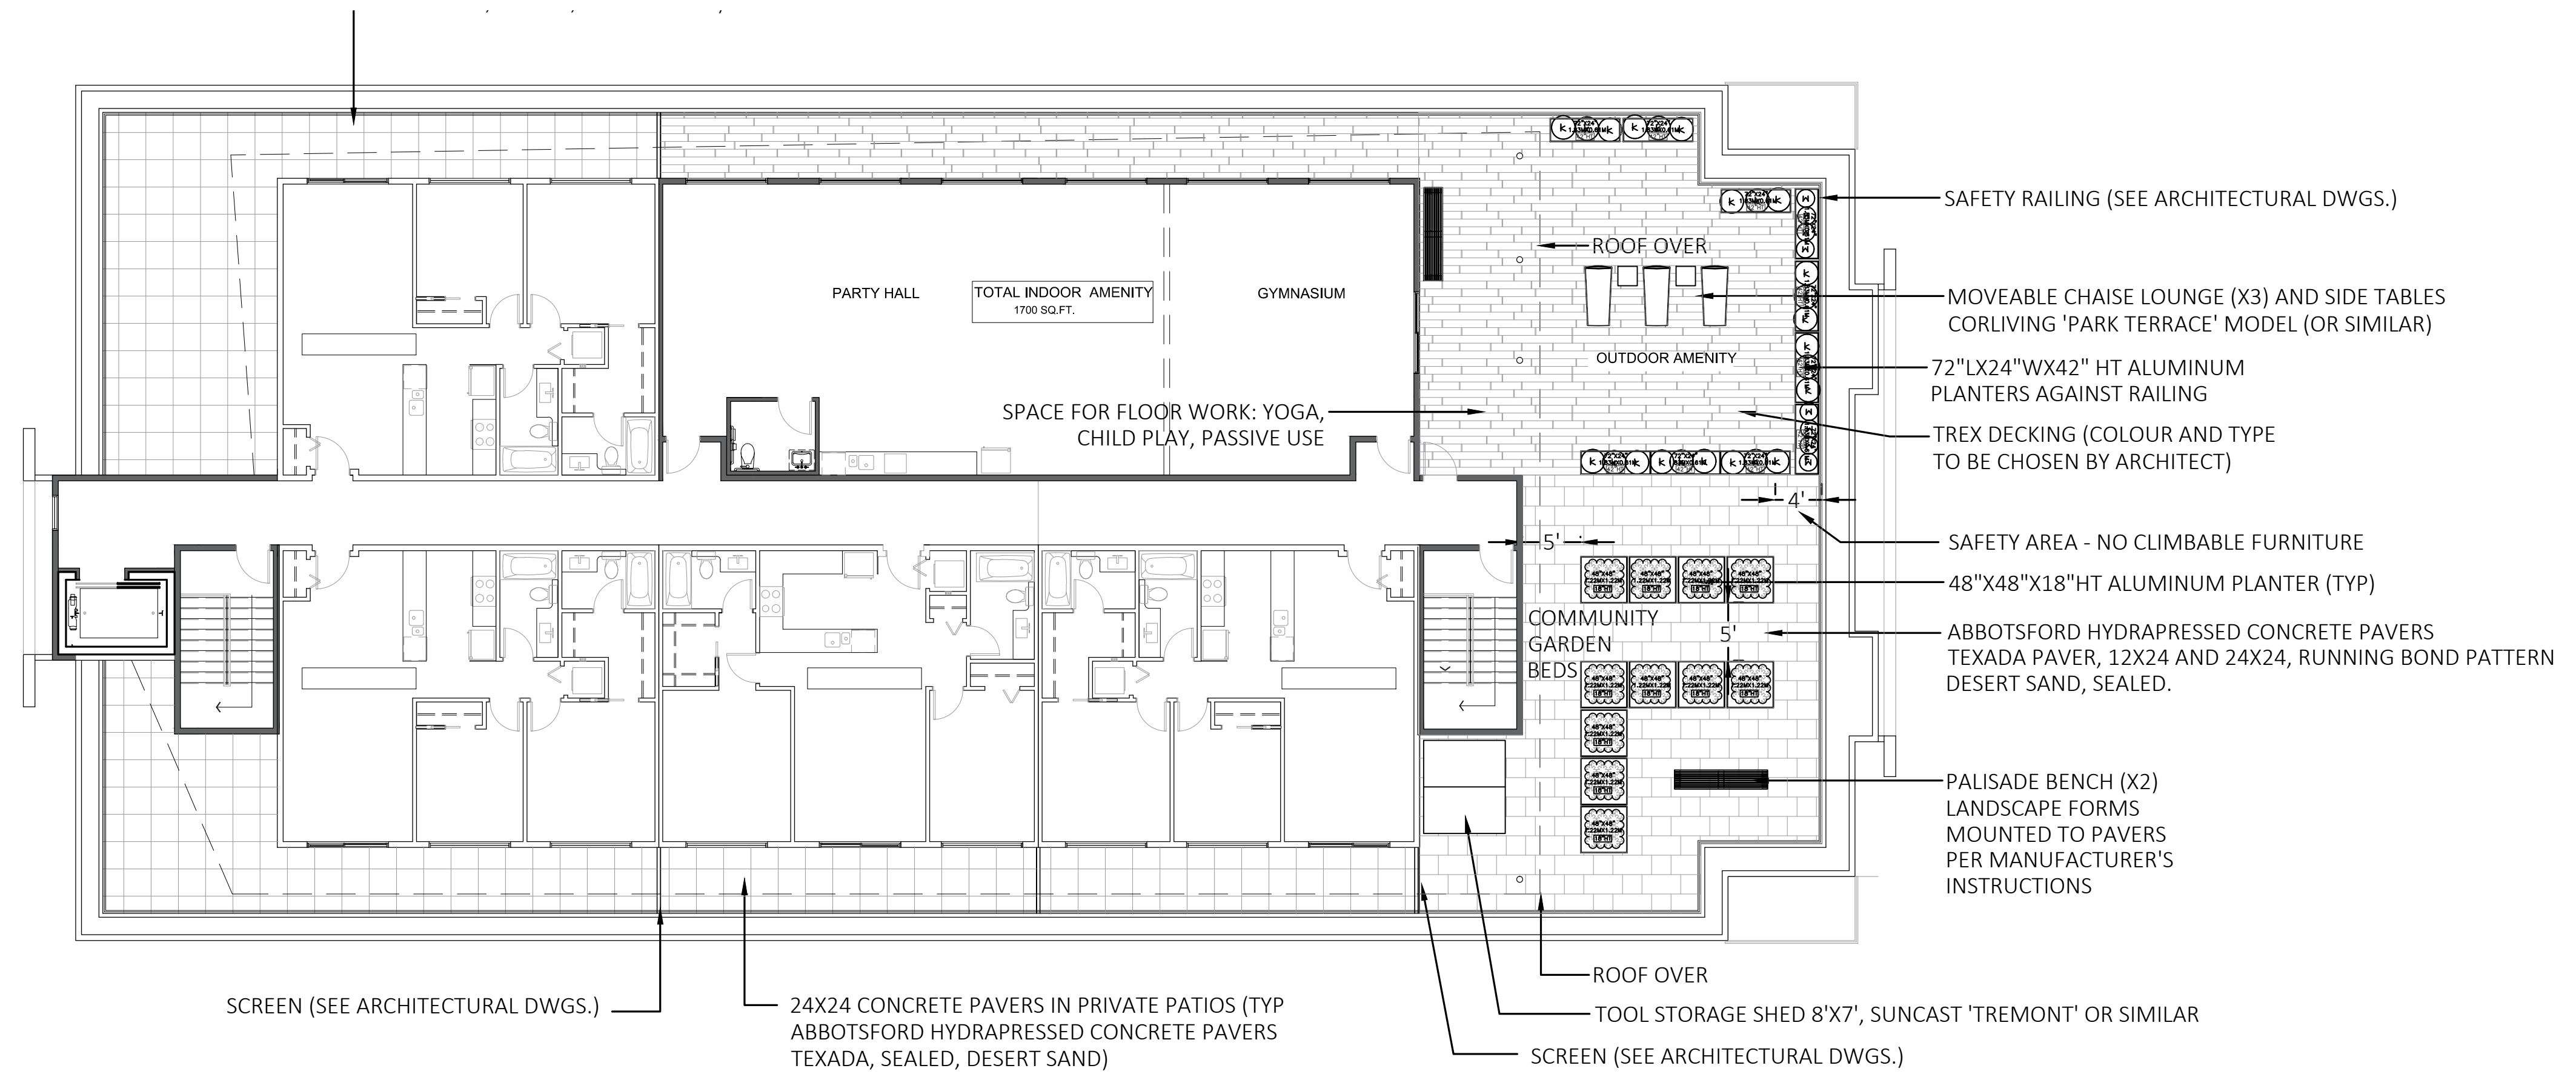 SAFETY RAILING (SEE ARCHITECTURAL DWGS.)
ROOF OVER
PARTY HALL
TOTAL INDOOR AMENITY
1700 SQ.FT.
GYMNASIUM
MOVEABLE CHAISE LOUNGE (X3) AND SIDE TABLES
CORLIVING 'PARK TERRACE' MODEL (OR SIMILAR)
OUTDOOR AMENITY
72"LX24"WX42" HT ALUMINUM
PLANTERS AGAINST RAILING
SPACE FOR FLOOR WORK: YOGA,
CHILD PLAY, PASSIVE USE
TREX DECKING (COLOUR AND TYPE
TO BE CHOSEN BY ARCHITECT)
4'
5'
SAFETY AREA - NO CLIMBABLE FURNITURE
48"X48"X18"HT ALUMINUM PLANTER (TYP)
COMMUNITY
GARDEN
BEDS
5'
ABBOTSFORD HYDRAPRESSED CONCRETE PAVERS
TEXADA PAVER, 12X24 AND 24X24, RUNNING BOND PATTERN
DESERT SAND, SEALED.
PALISADE BENCH (X2)
LANDSCAPE FORMS
MOUNTED TO PAVERS
PER MANUFACTURER'S
INSTRUCTIONS
ROOF OVER
SCREEN (SEE ARCHITECTURAL DWGS.)
24X24 CONCRETE PAVERS IN PRIVATE PATIOS (TYP
ABBOTSFORD HYDRAPRESSED CONCRETE PAVERS
TEXADA, SEALED, DESERT SAND)
TOOL STORAGE SHED 8'X7', SUNCAST 'TREMONT' OR SIMILAR
SCREEN (SEE ARCHITECTURAL DWGS.)